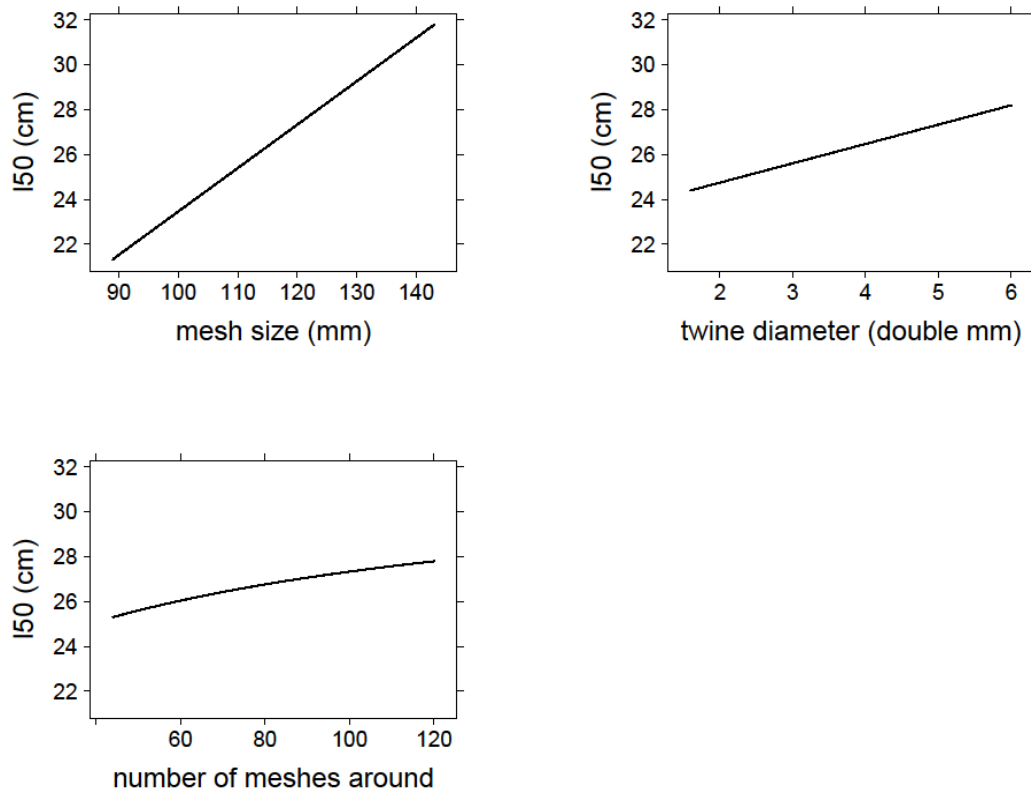 32
30
28
26
24
22
l50 (cm)
90 100 110 120 130 140
mesh size (mm)
32
30
28
26
24
22
l50 (cm)
2 3 4 5 6
twine diameter (double mm)
32
30
28
26
24
22
l50 (cm)
60 80 100 120
number of meshes around